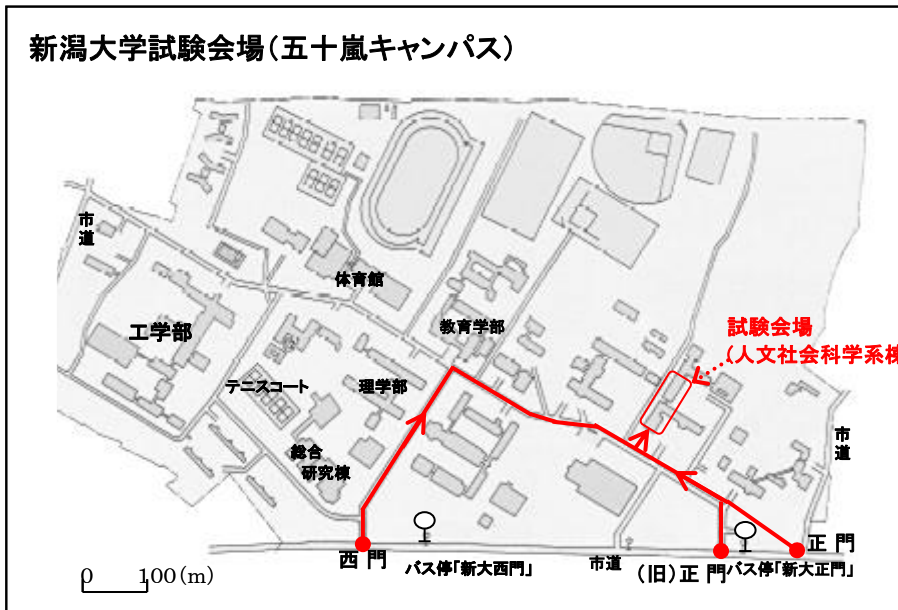 新潟大学試験会場(五十嵐キャンパス)
市道
体育館
工学部
教育学部
試験会場
(人文社会科学系棟
テニスコート
理学部
総合
研究棟
市道
西門
バス停「新大西門」
市道
(旧)正門
バス停「新大正門」
正門
0 100(m)